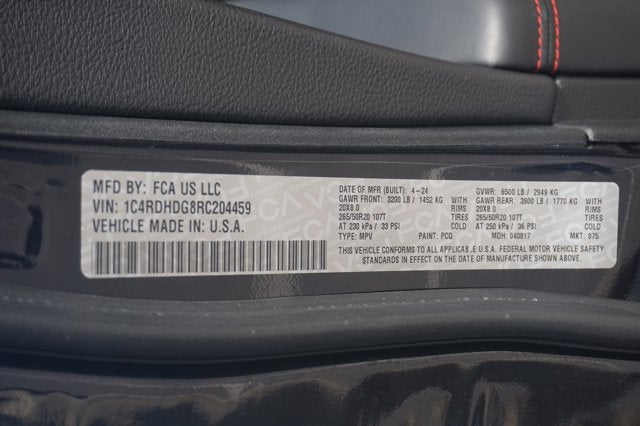 MFD BY: FCA US LLC
VIN: 1C4RDHDG8RC204459
VEHICLE MADE IN: U.S.A.
DATE OF MFR (BUILT): 4-24 GVWR: 6500 LB / 2949 KG
GAWR FRONT: 3200 LB / 1452 KG RIMS GAWR REAR: 3900 LB / 1770 KG RIMS
20X8.0 20X8.0
265/50R20 107T TIRES 265/50R20 107T TIRES
AT 230 kPa / 33 PSI COLD AT 250 kPa / 36 PSI COLD
TYPE: MPV PAINT: PCQ MDH: 040817 MKT: 875
THIS VEHICLE CONFORMS TO ALL APPLICABLE U.S.A. FEDERAL MOTOR VEHICLE SAFETY
STANDARDS IN EFFECT ON THE DATE OF MANUFACTURE SHOWN ABOVE.